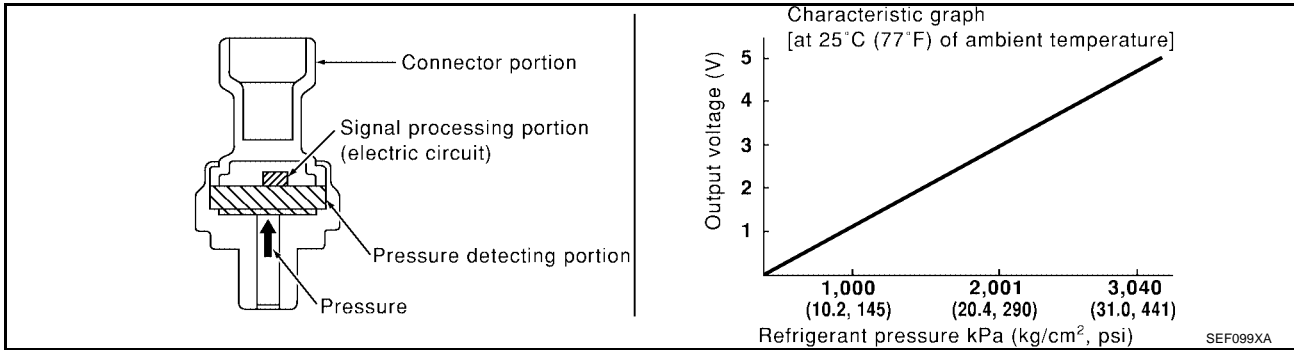 Connector portion
Signal processing portion
(electric circuit)
Pressure detecting portion
Pressure
Characteristic graph
[at 25°C (77°F) of ambient temperature]
Output voltage (V)
5
4
3
2
1
1,000 2,001 3,040
(10.2, 145) (20.4, 290) (31.0, 441)
Refrigerant pressure kPa (kg/cm², psi)
SEF099XA